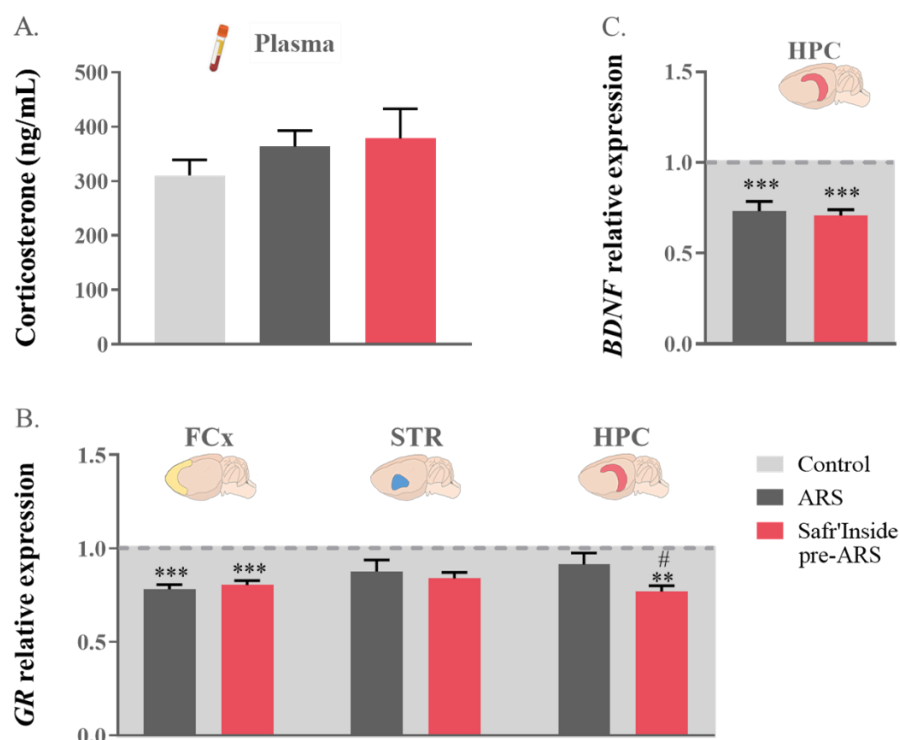 A.
Plasma
Corticosterone (ng/mL)
500
400
300
200
100
0
C.
HPC
BDNF relative expression
1.5
1.0
0.5
0.0
***
***
B.
FCx
STR
HPC
GR relative expression
1.5
1.0
0.5
0.0
***
***
#
**
Control
ARS
Safr'Inside
pre-ARS